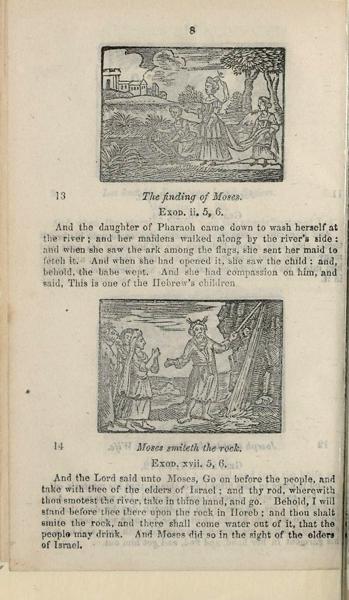 8
13 The finding of Moses.
Exod. ii. 5, 6.
And the daughter of Pharaoh came down to wash herself at
the river; and her maidens walked along by the river's side:
and when she saw the ark among the flags, she sent her maid to
fetch it. And when she had opened it, she saw the child: and,
behold, the babe wept. And she had compassion on him, and
said, This is one of the Hebrew's children
14 Moses smiteth the rock.
Exod. xvii. 5, 6.
And the Lord said unto Moses, Go on before the people, and
take with thee of the elders of Israel; and thy rod, wherewith
thou smotest the river, take in thine hand, and go. Behold, I will
stand before thee there upon the rock in Horeb; and thou shalt
smite the rock, and there shall come water out of it, that the
people may drink. And Moses did so in the sight of the elders
of Israel.